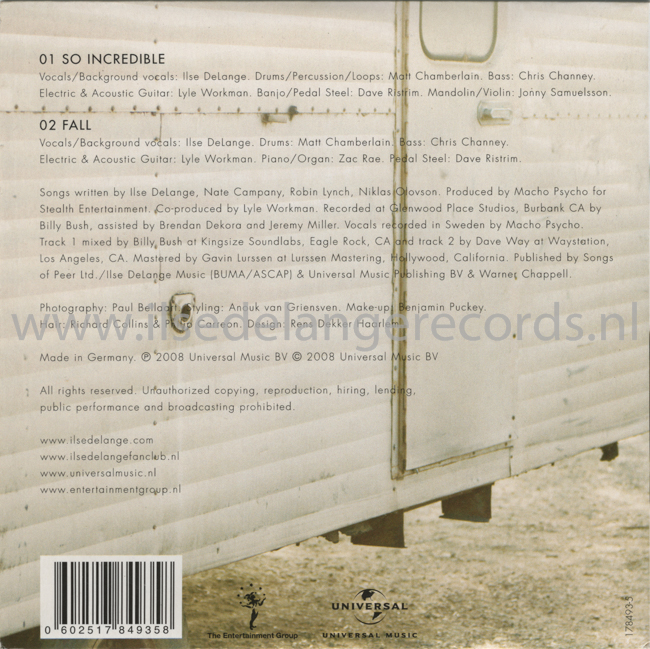 01 SO INCREDIBLE
Vocals/Background vocals: Ilse DeLange. Drums/Percussion/Loops: Matt Chamberlain. Bass: Chris Channey.
Electric & Acoustic Guitar: Lyle Workman. Banjo/Pedal Steel: Dave Ristrim. Mandolin/Violin: Jonny Samuelsson.
02 FALL
Vocals/Background vocals: Ilse DeLange. Drums: Matt Chamberlain. Bass: Chris Channey.
Electric & Acoustic Guitar: Lyle Workman. Piano/Organ: Zac Rae. Pedal Steel: Dave Ristrim.
Songs written by Ilse DeLange, Nate Campany, Robin Lynch, Niklas Olovson. Produced by Macho Psycho for
Stealth Entertainment. Co-produced by Lyle Workman. Recorded at Glenwood Place Studios, Burbank CA by
Billy Bush, assisted by Brendan Dekora and Jeremy Miller. Vocals recorded in Sweden by Macho Psycho.
Track 1 mixed by Billy Bush at Kingsize Soundlabs, Eagle Rock, CA and track 2 by Dave Way at Waystation,
Los Angeles, CA. Mastered by Gavin Lurssen at Lurssen Mastering, Hollywood, California. Published by Songs
of Peer Ltd./Ilse DeLange Music (BUMA/ASCAP) & Universal Music Publishing BV & Warner Chappell.
Photography: Paul Bellaart. Styling: Aniuk van Griensven. Make-up: Benjamin Puckey.
www.ilsedelangerecords.nl
Hair: Richard Collins & Carreon. Design: Rens Dekker Haarlem
Made in Germany. ℗ 2008 Universal Music BV © 2008 Universal Music BV
All rights reserved. Unauthorized copying, reproduction, hiring, lending,
public performance and broadcasting prohibited.
www.ilsedelange.com
www.ilsedelangefanclub.nl
www.universalmusic.nl
www.entertainmentgroup.nl
0 602517 849358
The Entertainment Group
UNIVERSAL
UNIVERSAL MUSIC
178493-5